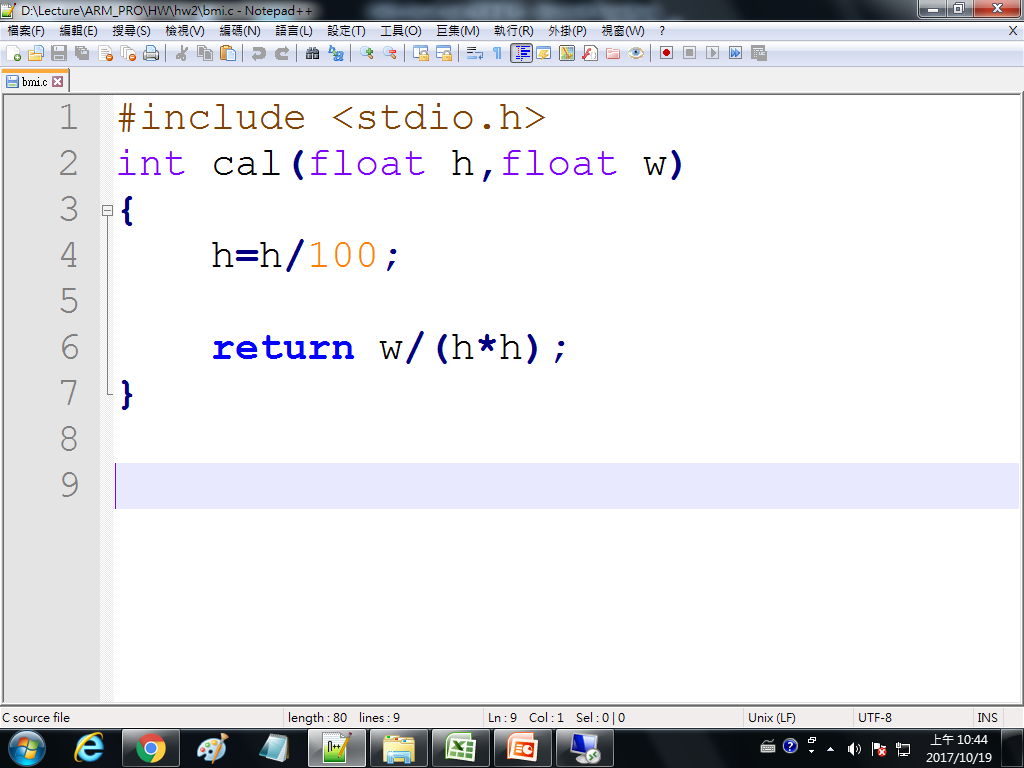 D:\Lecture\ARM_PRO\HW\hw2\bmi.c - Notepad++
檔案(F) 編輯(E) 搜尋(S) 檢視(V) 編碼(N) 語言(L) 設定(T) 工具(O) 巨集(M) 執行(R) 外掛(P) 視窗(W) ? X
bmi.c
1 #include <stdio.h>
2 int cal(float h,float w)
3 {
4 h=h/100;
5
6 return w/(h*h);
7 }
8
9
C source file length : 80 lines : 9 Ln : 9 Col : 1 Sel : 0 | 0 Unix (LF) UTF-8 INS
上午 10:44
2017/10/19